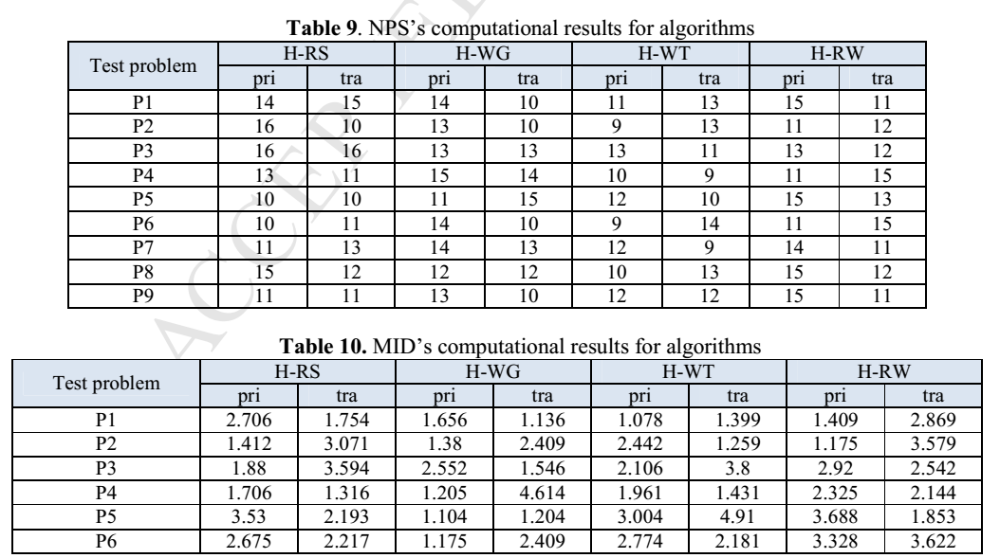 Table 9. NPS's computational results for algorithms
Test problem H-RS H-WG H-WT H-RW
pri tra pri tra pri tra pri tra
P1 14 15 14 10 11 13 15 11
P2 16 10 13 10 9 13 11 12
P3 16 16 13 13 13 11 13 12
P4 13 11 15 14 10 9 11 15
P5 10 10 11 15 12 10 15 13
P6 10 11 14 10 9 14 11 15
P7 11 13 14 13 12 9 14 11
P8 15 12 12 12 10 13 15 12
P9 11 11 13 10 12 12 15 11
Table 10. MID's computational results for algorithms
Test problem H-RS H-WG H-WT H-RW
pri tra pri tra pri tra pri tra
P1 2.706 1.754 1.656 1.136 1.078 1.399 1.409 2.869
P2 1.412 3.071 1.38 2.409 2.442 1.259 1.175 3.579
P3 1.88 3.594 2.552 1.546 2.106 3.8 2.92 2.542
P4 1.706 1.316 1.205 4.614 1.961 1.431 2.325 2.144
P5 3.53 2.193 1.104 1.204 3.004 4.91 3.688 1.853
P6 2.675 2.217 1.175 2.409 2.774 2.181 3.328 3.622
ACCEP